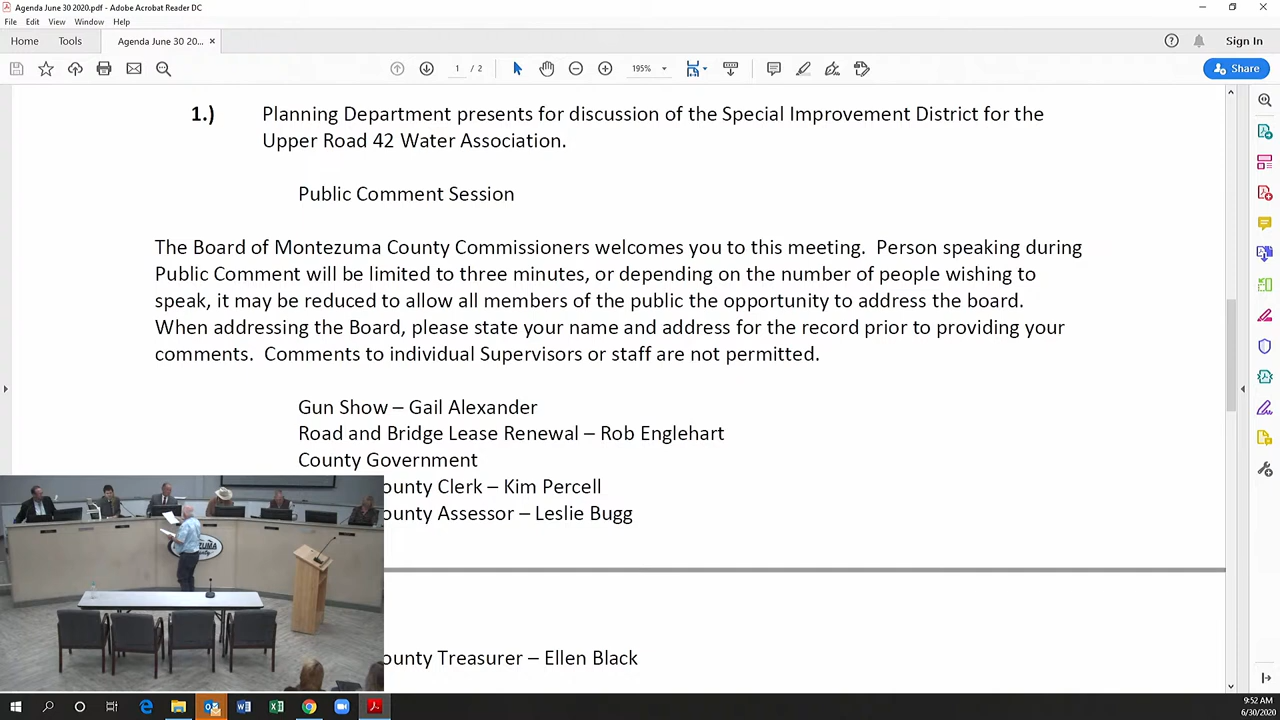 Agenda June 30 2020.pdf - Adobe Acrobat Reader DC
File Edit View Window Help
Home Tools Agenda June 30 20... × Sign In
1 / 2 195% Share
1.) Planning Department presents for discussion of the Special Improvement District for the
Upper Road 42 Water Association.
Public Comment Session
The Board of Montezuma County Commissioners welcomes you to this meeting. Person speaking during
Public Comment will be limited to three minutes, or depending on the number of people wishing to
speak, it may be reduced to allow all members of the public the opportunity to address the board.
When addressing the Board, please state your name and address for the record prior to providing your
comments. Comments to individual Supervisors or staff are not permitted.
Gun Show – Gail Alexander
Road and Bridge Lease Renewal – Rob Englehart
County Government
ounty Clerk – Kim Percell
ounty Assessor – Leslie Bugg
ounty Treasurer – Ellen Black
9:52 AM
6/30/2020